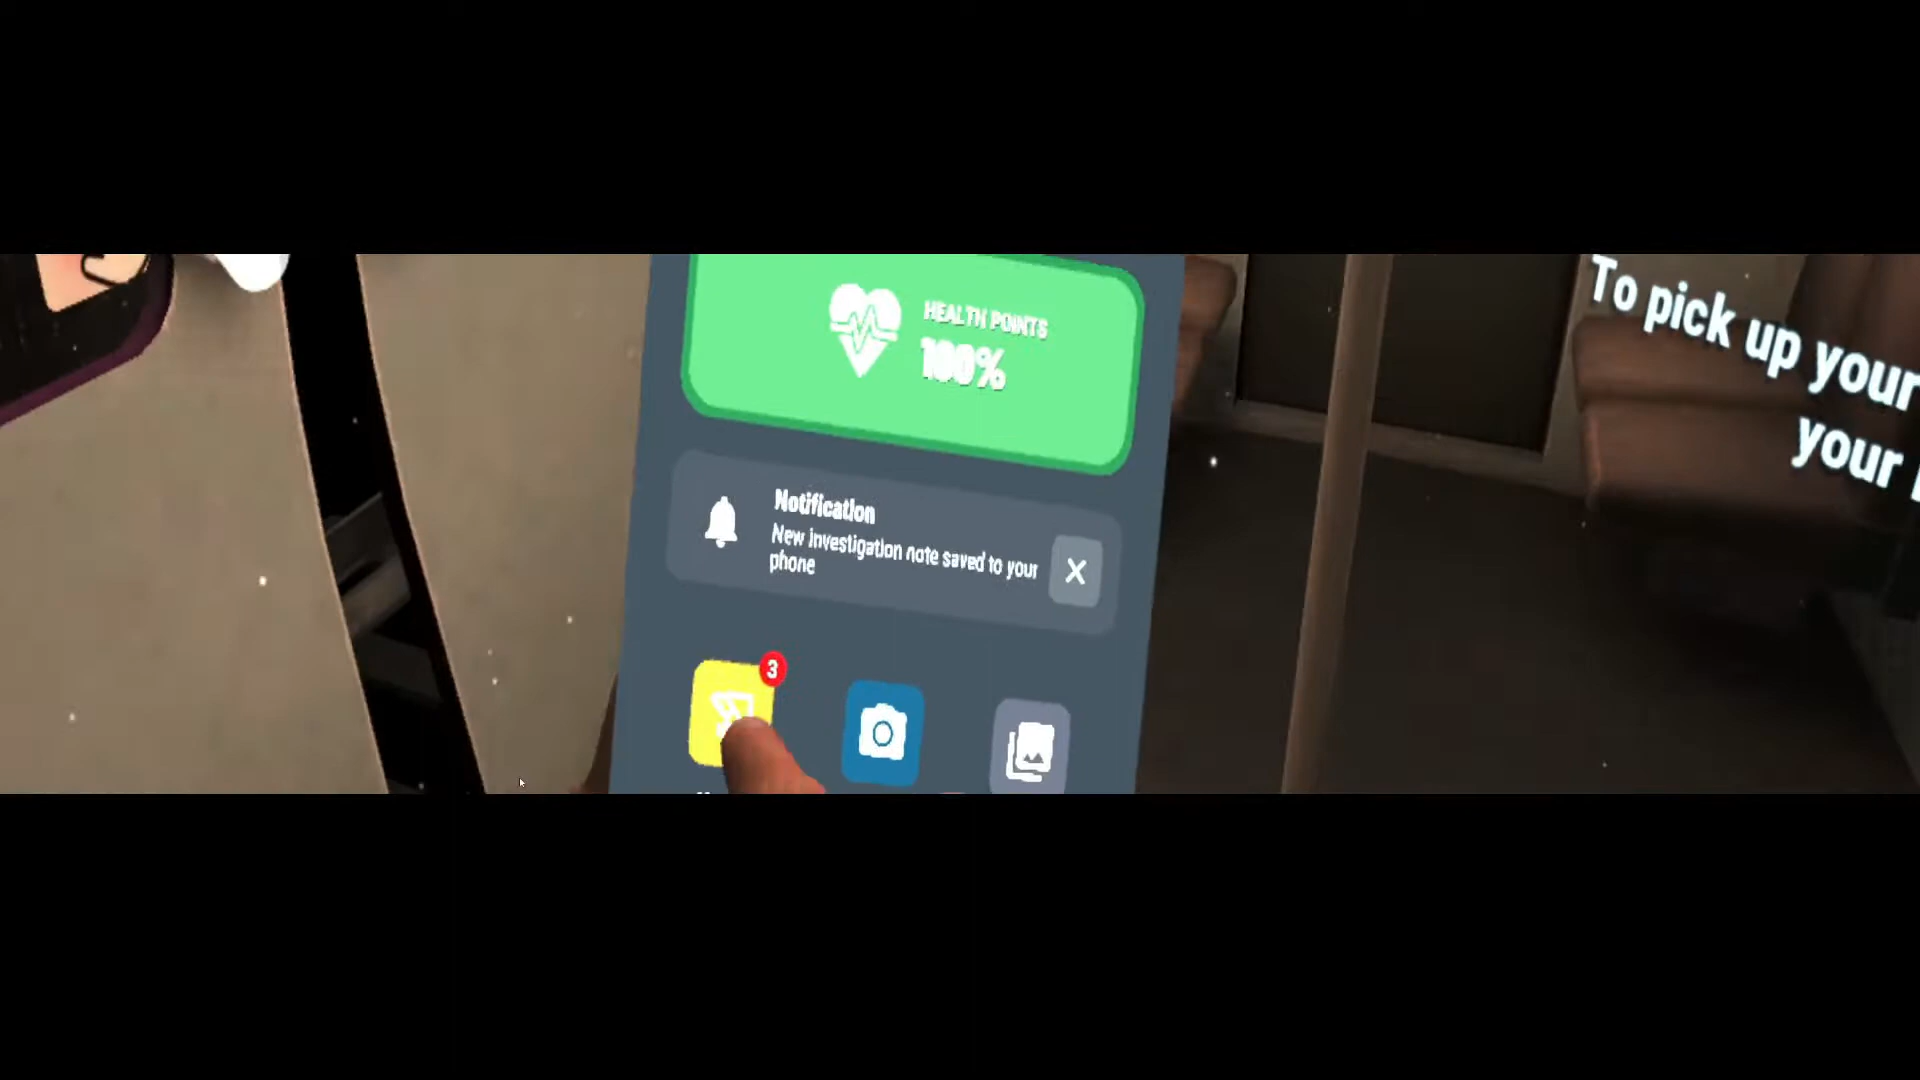 HEALTH POINTS
100%
Notification
New investigation note saved to your
phone
3
To pick up your
your